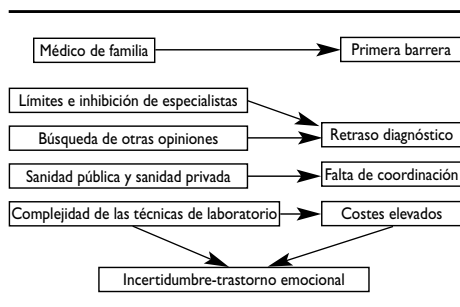 Médico de familia
Primera barrera
Límites e inhibición de especialistas
Búsqueda de otras opiniones
Retraso diagnóstico
Sanidad pública y sanidad privada
Falta de coordinación
Complejidad de las técnicas de laboratorio
Costes elevados
Incertidumbre-trastorno emocional